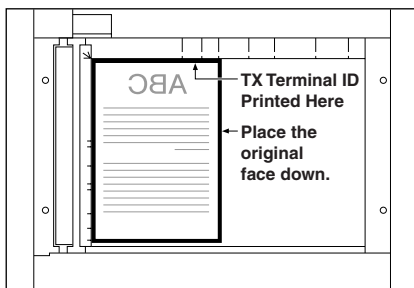 ABC
TX Terminal ID
Printed Here
Place the
original
face down.